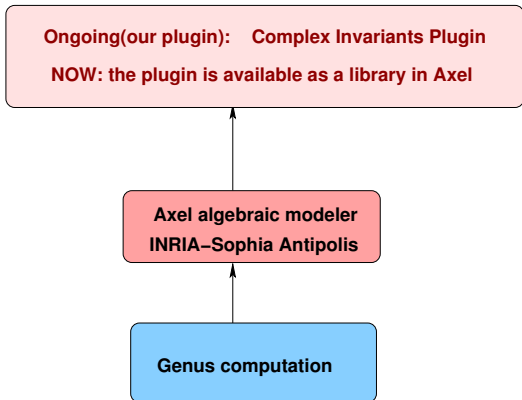 Ongoing(our plugin): Complex Invariants Plugin
NOW: the plugin is available as a library in Axel
Axel algebraic modeler
INRIA−Sophia Antipolis
Genus computation